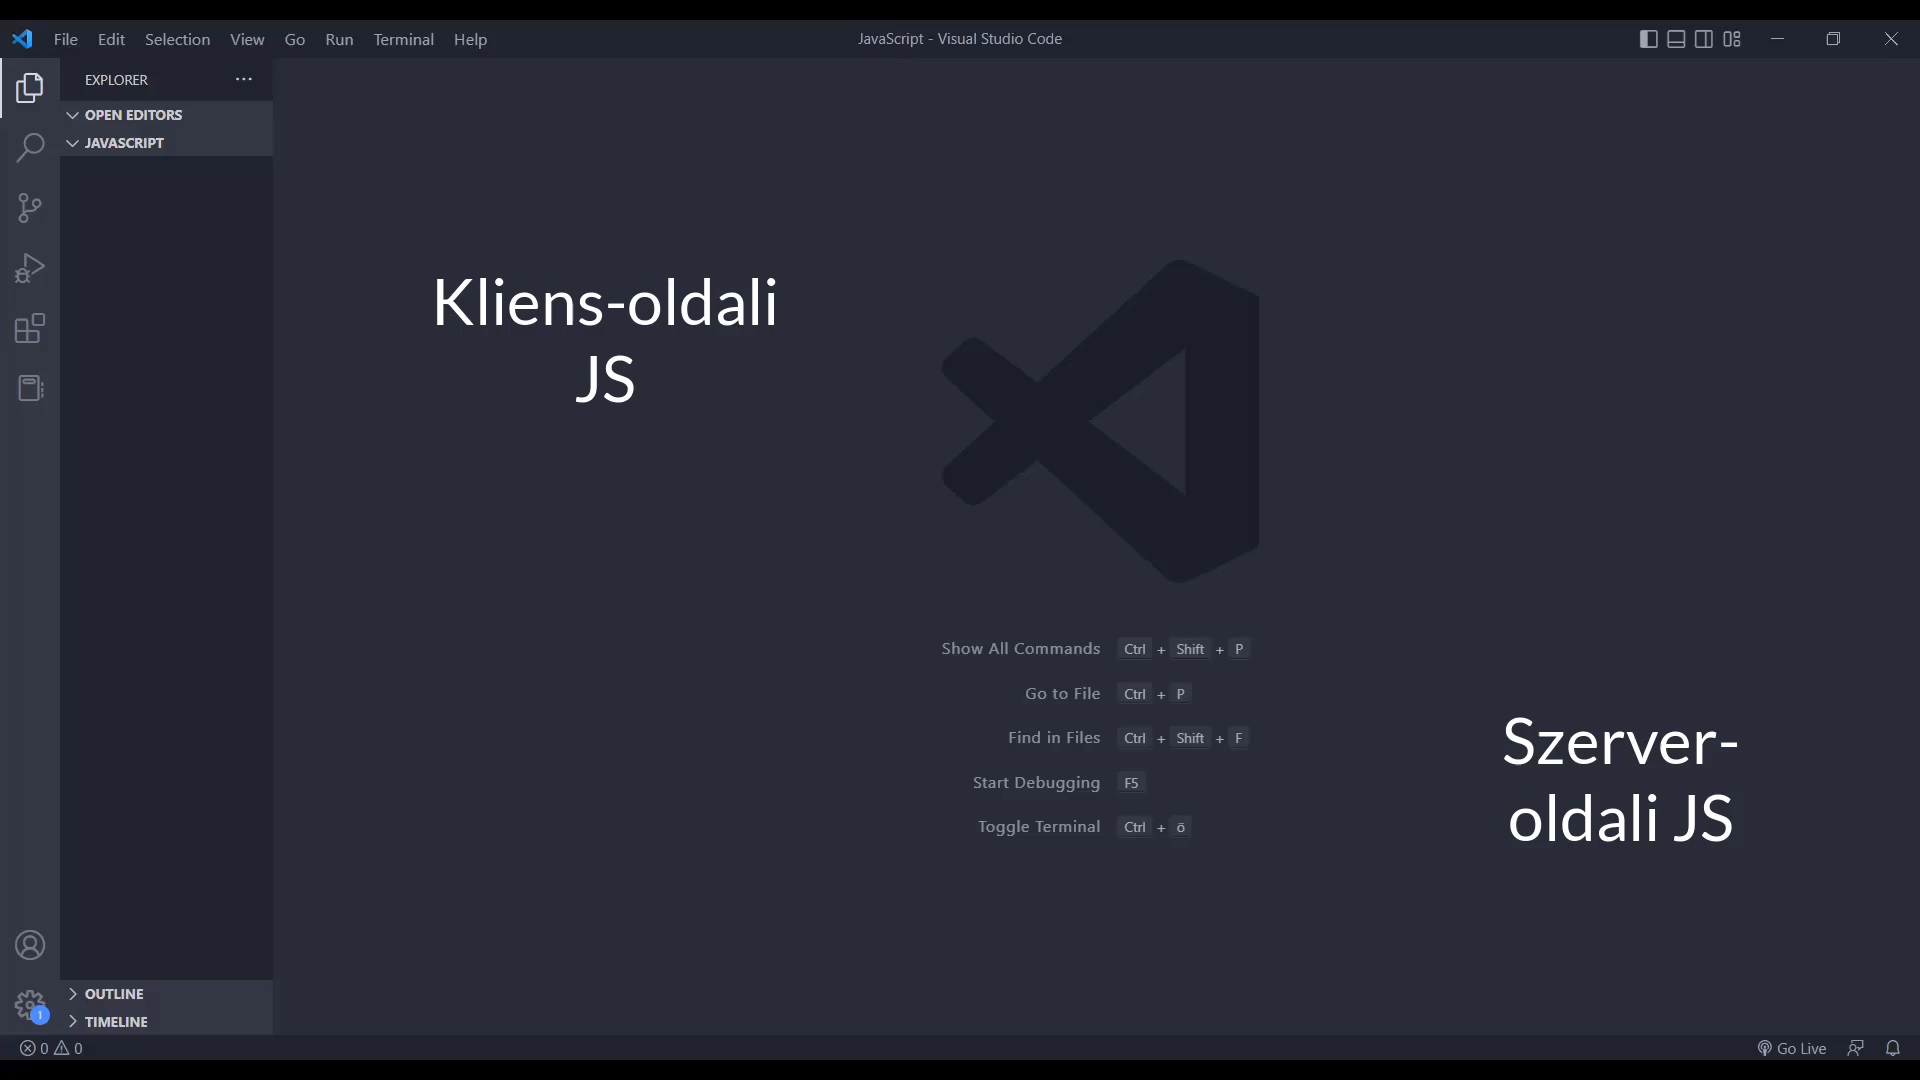 File Edit Selection View Go Run Terminal Help
JavaScript - Visual Studio Code
EXPLORER
OPEN EDITORS
JAVASCRIPT
Kliens-oldali
JS
Show All Commands Ctrl + Shift + P
Go to File Ctrl + P
Find in Files Ctrl + Shift + F
Start Debugging F5
Toggle Terminal Ctrl + ö
Szerver-
oldali JS
OUTLINE
1
TIMELINE
0 0
Go Live